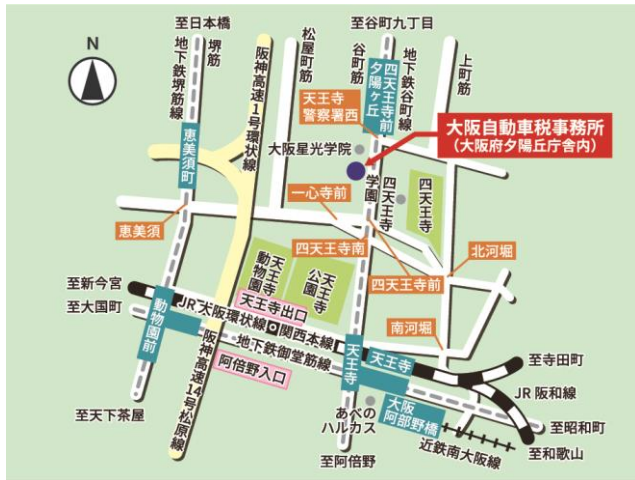 N
至日本橋
堺筋
地下鉄堺筋線
阪神高速1号環状線
松屋町筋
至谷町九丁目
谷町筋
四天王寺前
夕陽ヶ丘
地下鉄谷町線
上町筋
天王寺
警察署西
大阪自動車税事務所
(大阪府夕陽丘庁舎内)
大阪星光学院
恵美須町
一心寺前
学園
四天王寺
四天王寺
恵美須
四天王寺南
四天王寺前
北河堀
天王寺
動物園
天王寺
公園
至新今宮
天王寺出口
至大国町
JR大阪環状線
関西本線
南河堀
動物園前
地下鉄御堂筋線
天王寺
天王寺
至寺田町
阿倍野入口
阪神高速14号松原線
JR阪和線
大阪
阿部野橋
あべの
ハルカス
至天下茶屋
至昭和町
近鉄南大阪線
至和歌山
至阿倍野